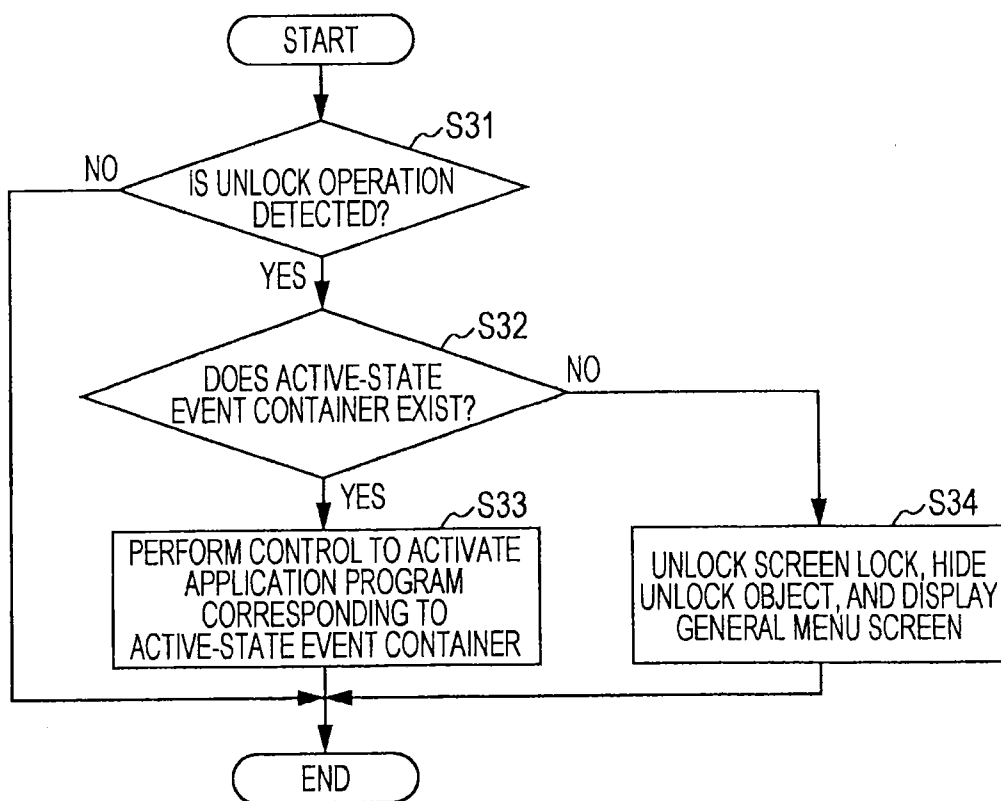 START
S31
NO
IS UNLOCK OPERATION
DETECTED?
YES
S32
DOES ACTIVE-STATE
EVENT CONTAINER EXIST?
NO
YES
S33
PERFORM CONTROL TO ACTIVATE
APPLICATION PROGRAM
CORRESPONDING TO
ACTIVE-STATE EVENT CONTAINER
S34
UNLOCK SCREEN LOCK, HIDE
UNLOCK OBJECT, AND DISPLAY
GENERAL MENU SCREEN
END